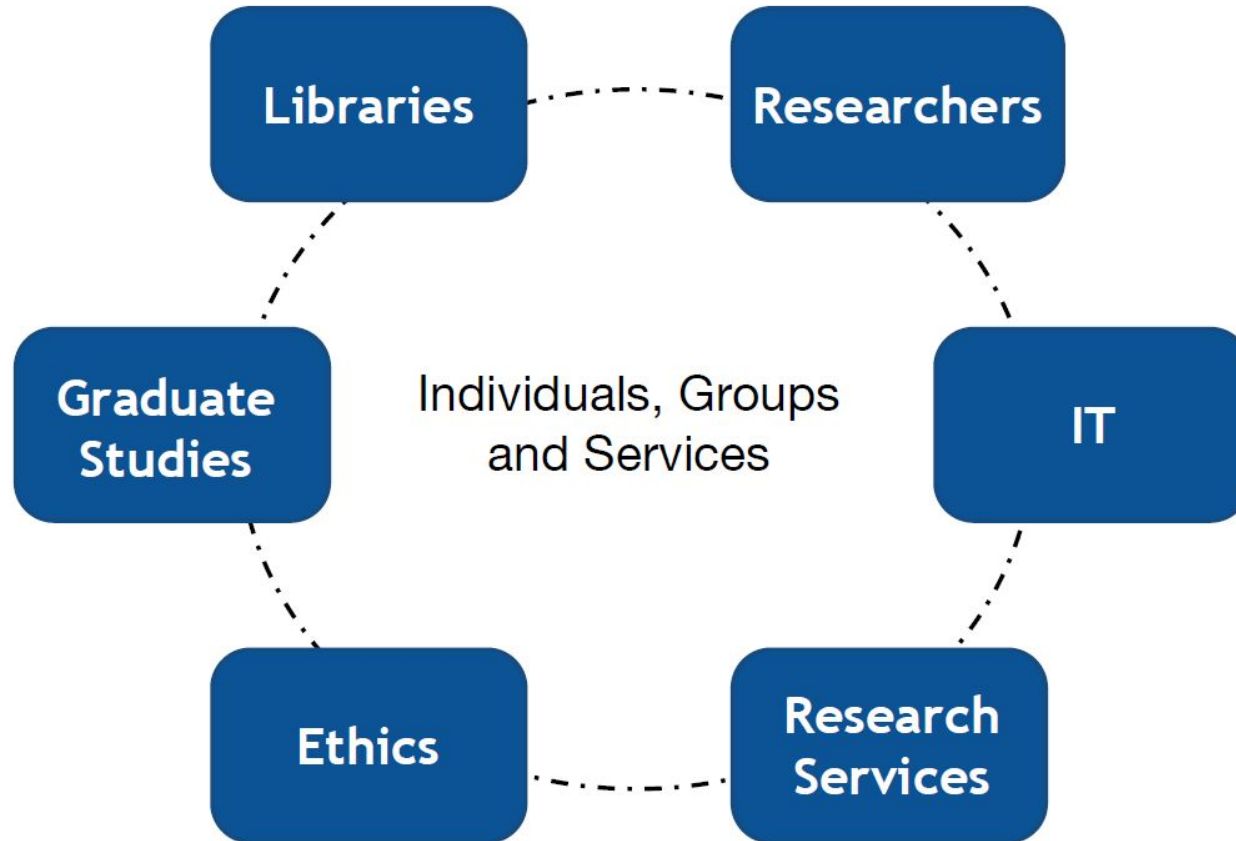 Libraries
Researchers
Graduate
Studies
Individuals, Groups
and Services
IT
Ethics
Research
Services